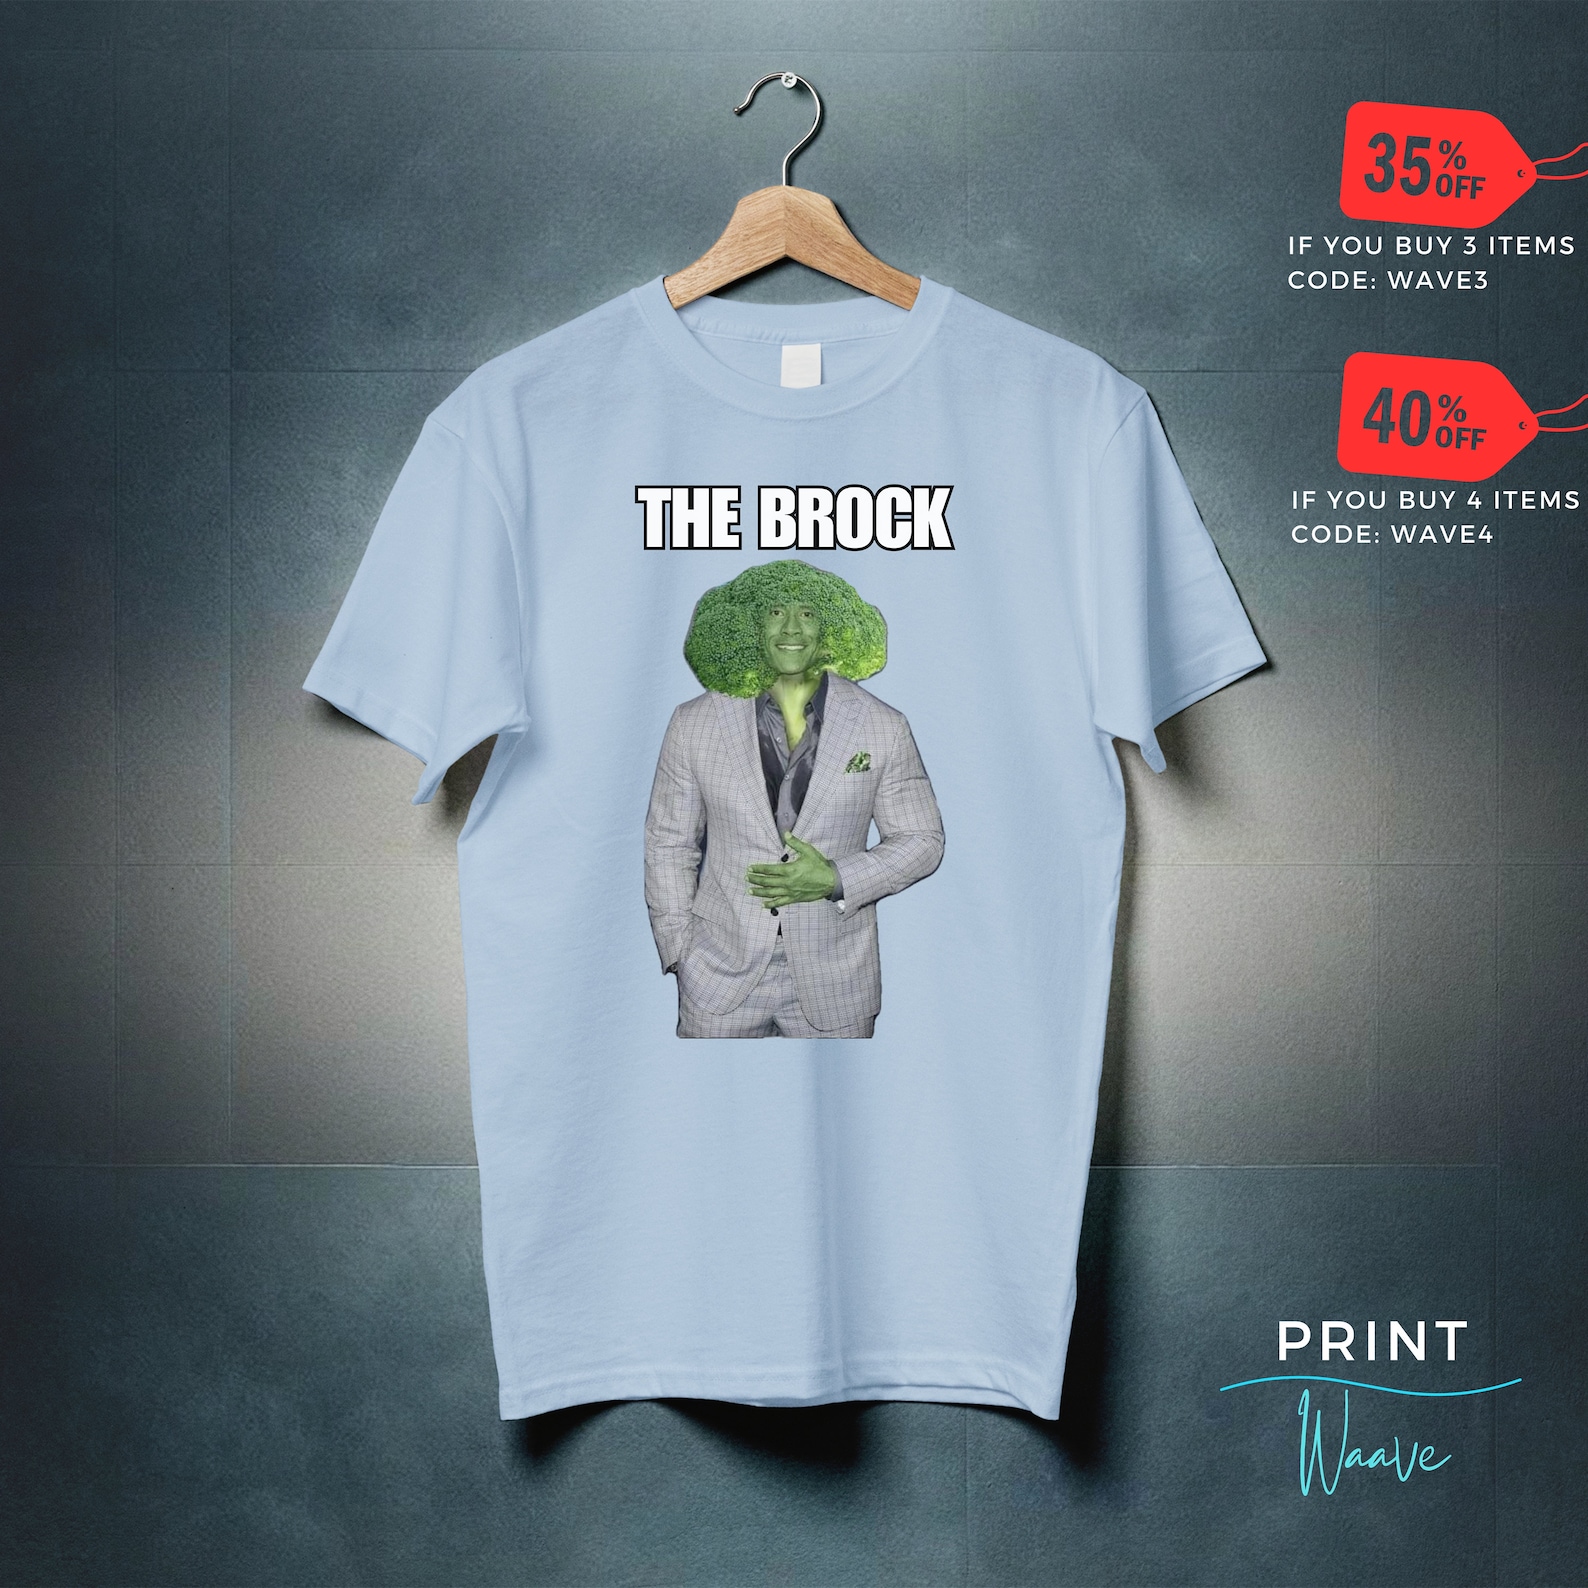 THE BROCK
35% OFF
IF YOU BUY 3 ITEMS
CODE: WAVE3
40% OFF
IF YOU BUY 4 ITEMS
CODE: WAVE4
PRINT
Waave